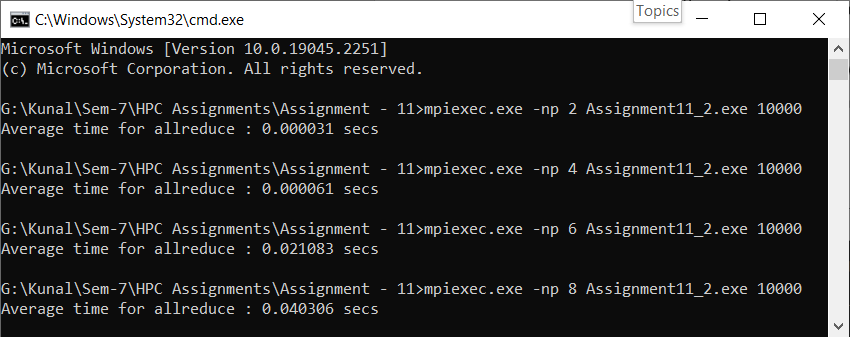 C:\Windows\System32\cmd.exe
Topics
Microsoft Windows [Version 10.0.19045.2251]
(c) Microsoft Corporation. All rights reserved.
G:\Kunal\Sem-7\HPC Assignments\Assignment - 11>mpiexec.exe -np 2 Assignment11_2.exe 10000
Average time for allreduce : 0.000031 secs
G:\Kunal\Sem-7\HPC Assignments\Assignment - 11>mpiexec.exe -np 4 Assignment11_2.exe 10000
Average time for allreduce : 0.000061 secs
G:\Kunal\Sem-7\HPC Assignments\Assignment - 11>mpiexec.exe -np 6 Assignment11_2.exe 10000
Average time for allreduce : 0.021083 secs
G:\Kunal\Sem-7\HPC Assignments\Assignment - 11>mpiexec.exe -np 8 Assignment11_2.exe 10000
Average time for allreduce : 0.040306 secs